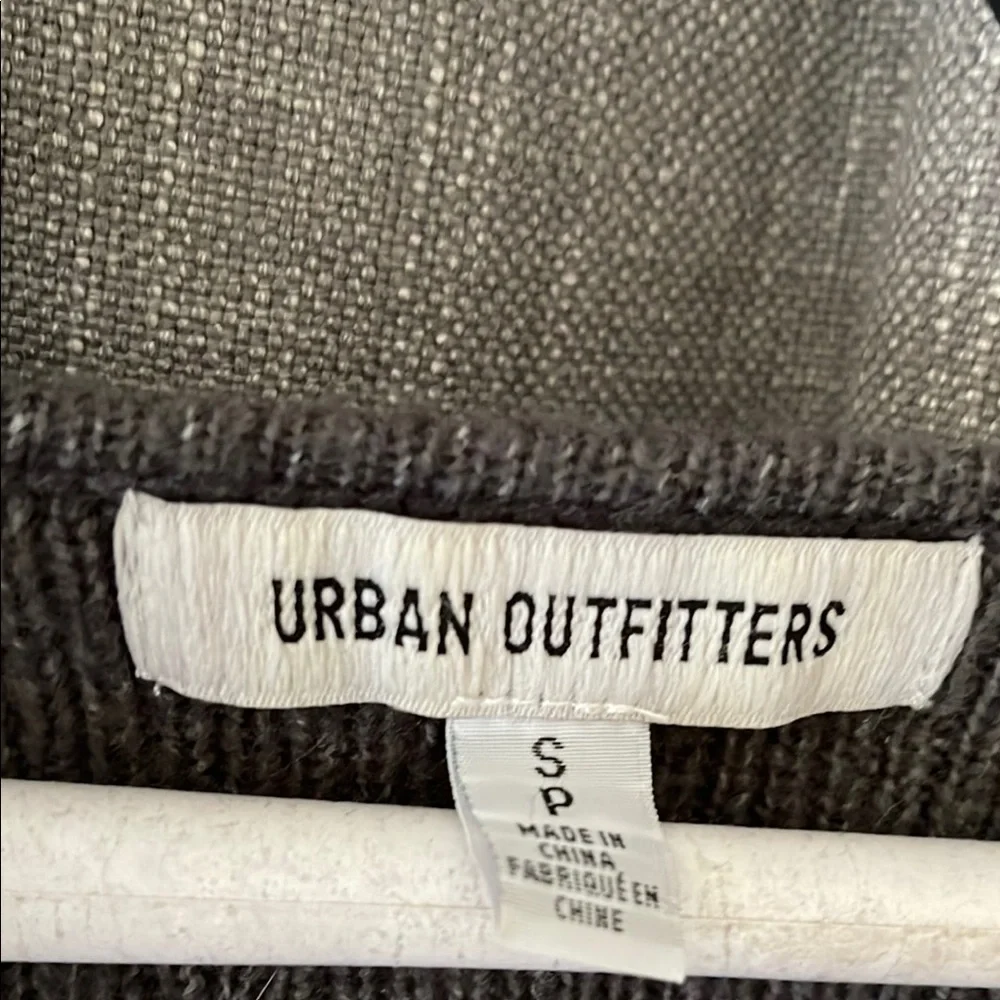 URBAN OUTFITTERS
S
P
MADE IN
CHINA
FABRIQUÉ EN
CHINE